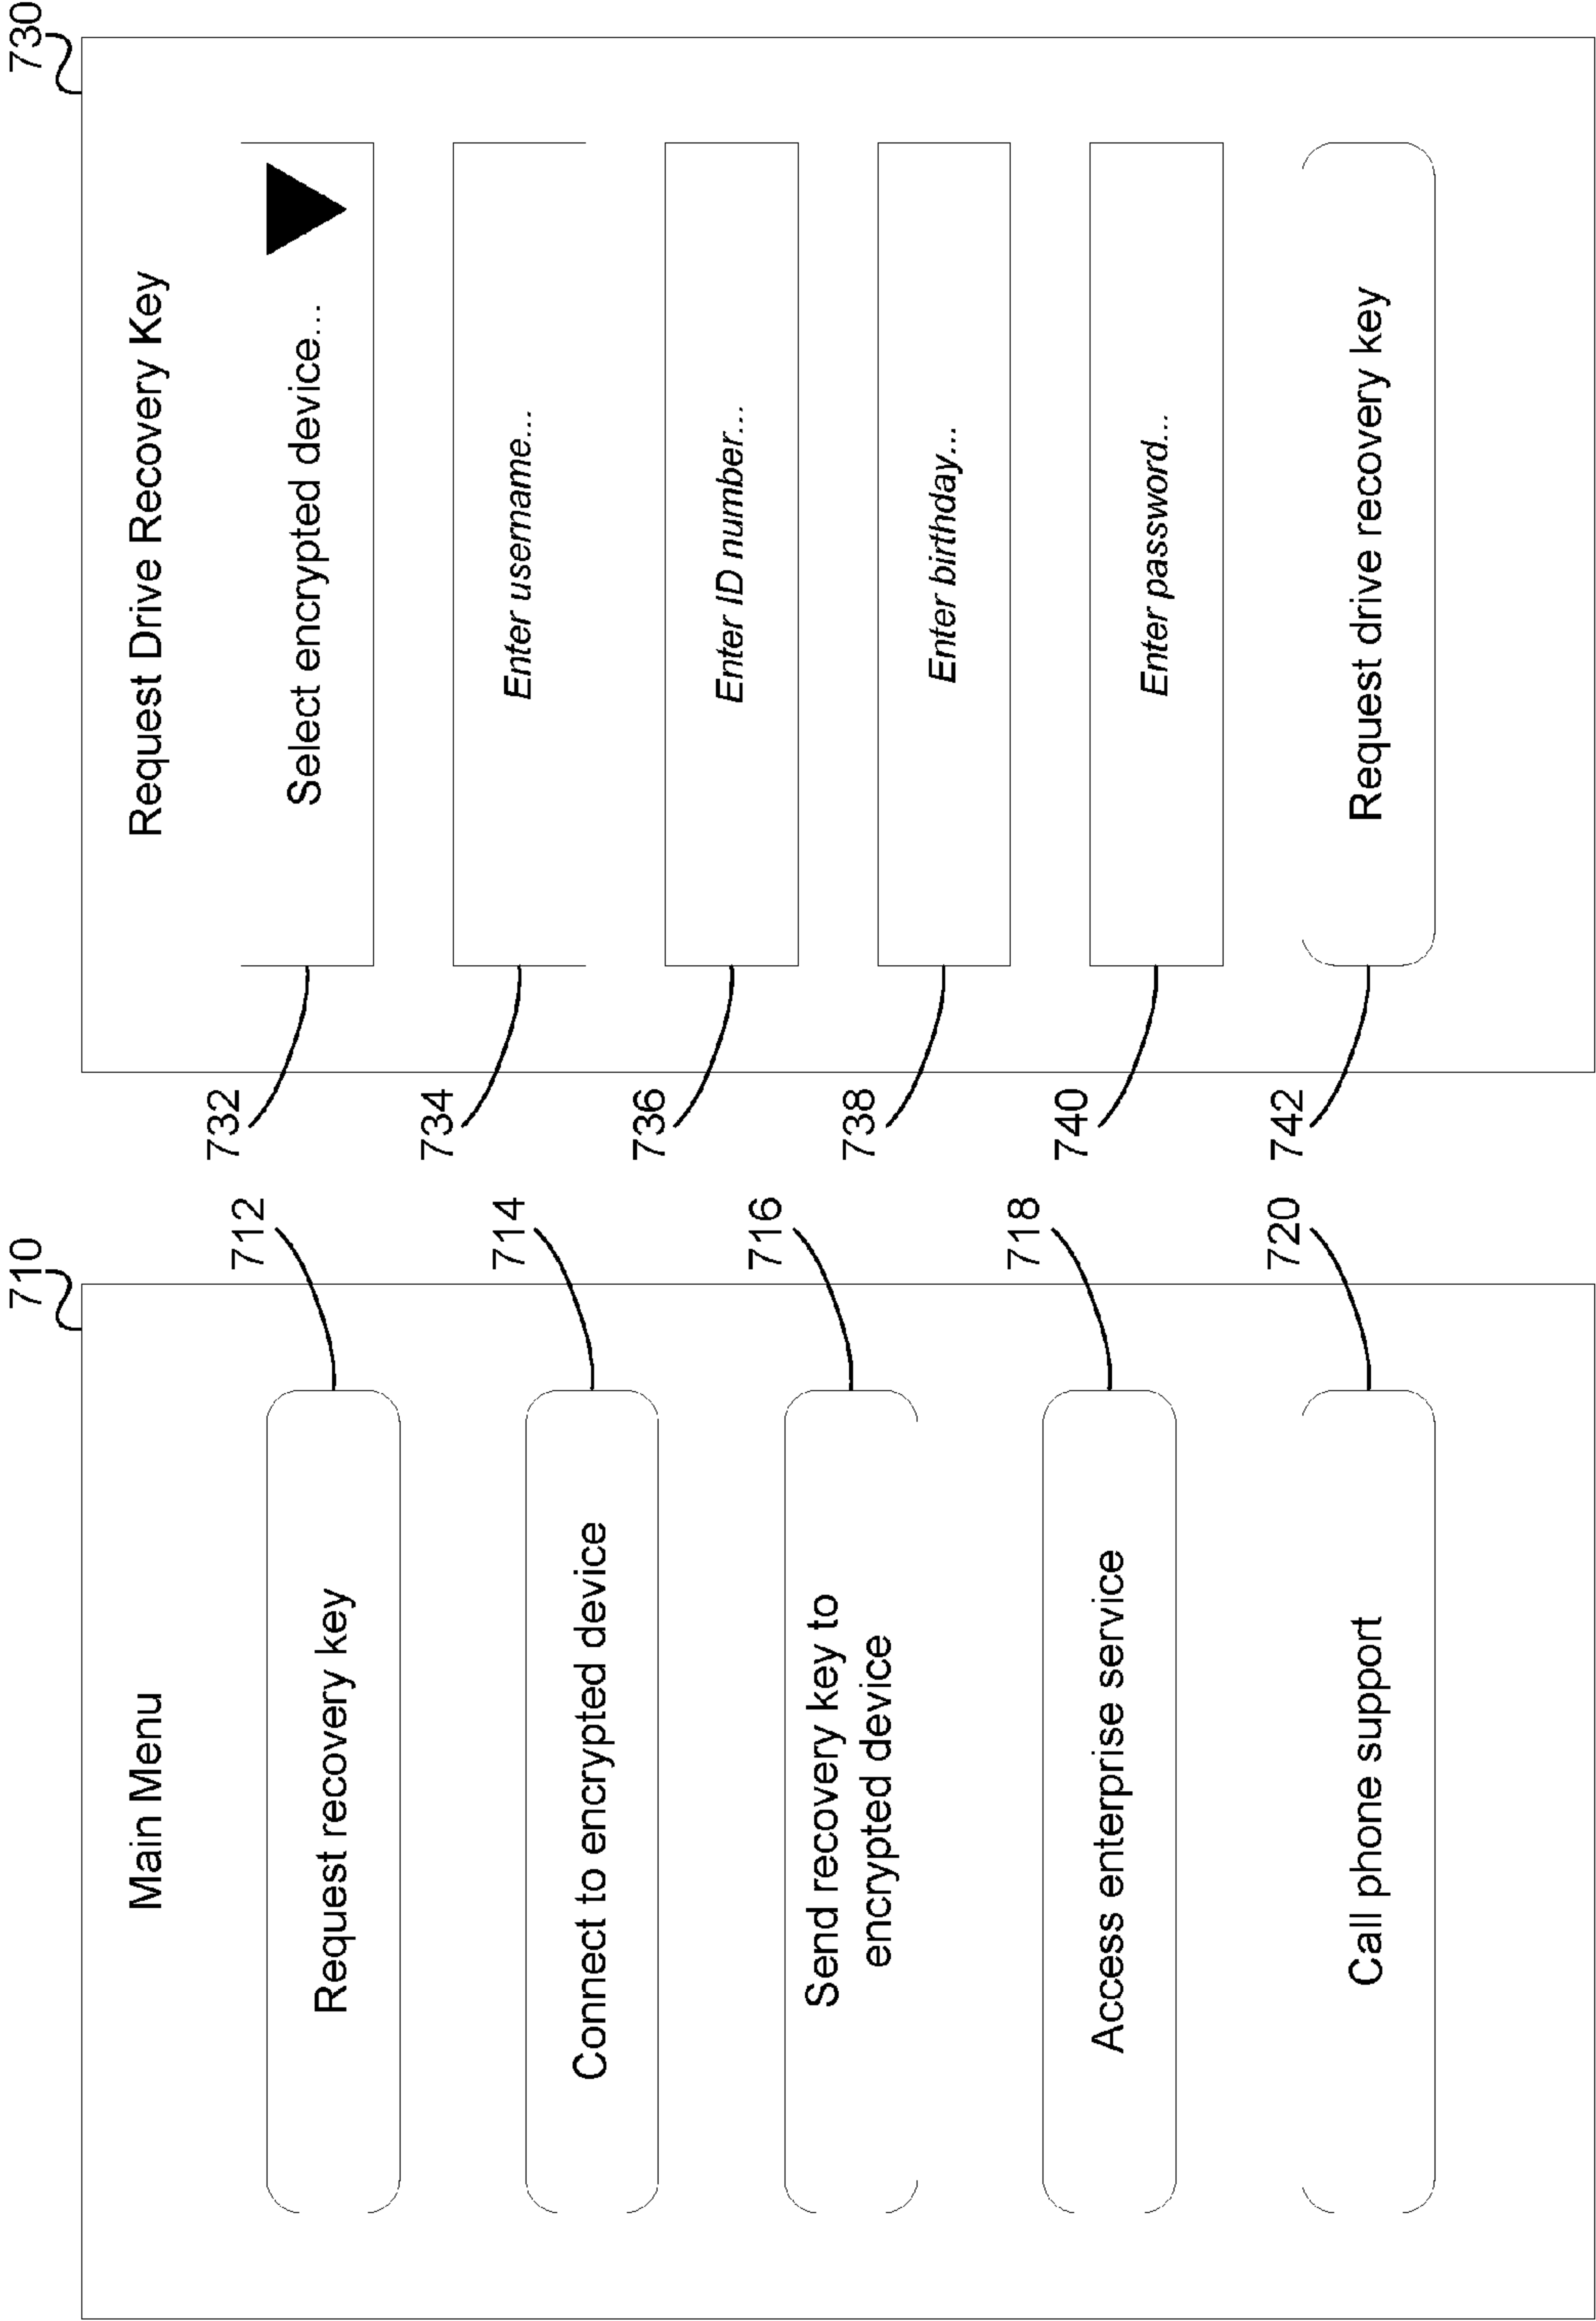 710
Main Menu
Request recovery key
712
Connect to encrypted device
714
Send recovery key to
encrypted device
716
Access enterprise service
718
Call phone support
720
730
Request Drive Recovery Key
732
Select encrypted device...
734
Enter username...
736
Enter ID number...
738
Enter birthday...
740
Enter password...
742
Request drive recovery key